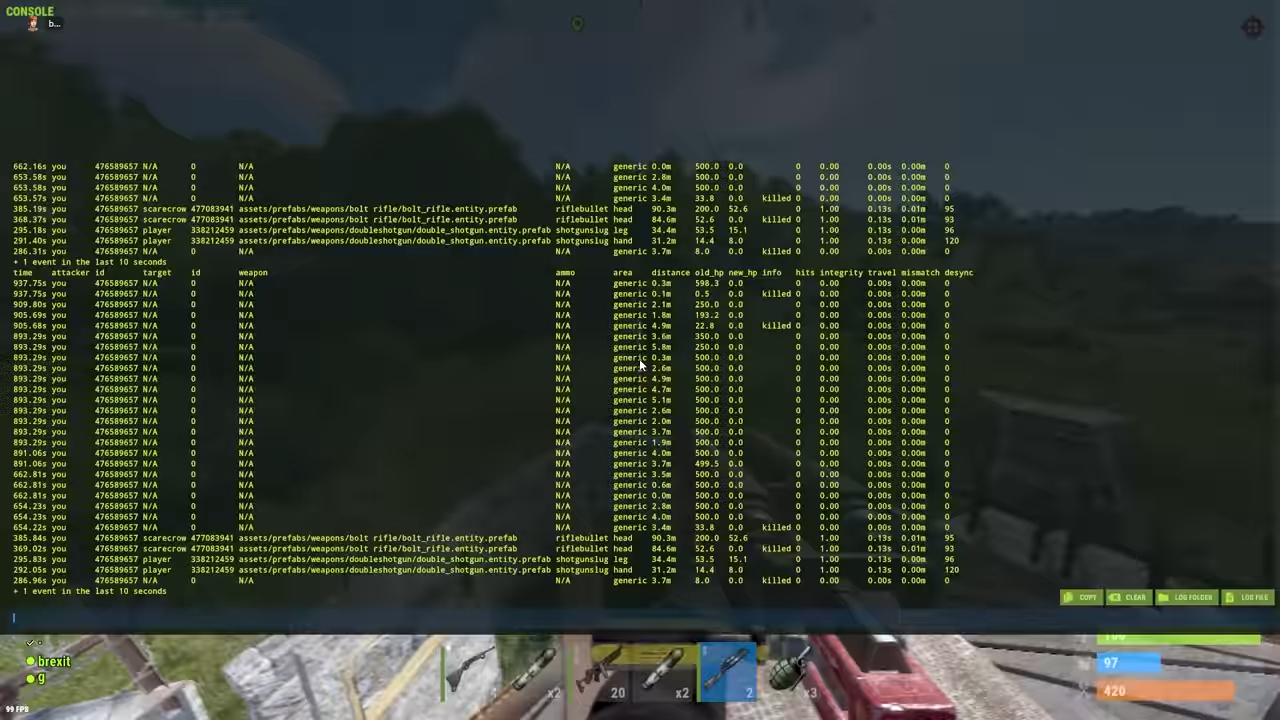 CONSOLE
b...
662.16s you 476589657 N/A 0 N/A N/A generic 0.0m 500.0 0.0 0 0.00 0.00s 0.00m 0
653.58s you 476589657 N/A 0 N/A N/A generic 2.8m 500.0 0.0 0 0.00 0.00s 0.00m 0
653.58s you 476589657 N/A 0 N/A N/A generic 4.0m 500.0 0.0 0 0.00 0.00s 0.00m 0
653.57s you 476589657 N/A 0 N/A N/A generic 3.4m 33.8 0.0 killed 0 0.00 0.00s 0.00m 0
385.19s you 476589657 scarecrow 477083941 assets/prefabs/weapons/bolt rifle/bolt_rifle.entity.prefab riflebullet head 90.3m 200.0 52.6 0 1.00 0.13s 0.01m 95
368.37s you 476589657 scarecrow 477083941 assets/prefabs/weapons/bolt rifle/bolt_rifle.entity.prefab riflebullet head 84.6m 52.6 0.0 killed 0 1.00 0.13s 0.01m 93
295.18s you 476589657 player 338212459 assets/prefabs/weapons/doubleshotgun/double_shotgun.entity.prefab shotgunslug leg 34.4m 53.5 15.1 0 1.00 0.13s 0.01m 96
291.40s you 476589657 player 338212459 assets/prefabs/weapons/doubleshotgun/double_shotgun.entity.prefab shotgunslug hand 31.2m 14.4 8.0 0 1.00 0.13s 0.01m 120
286.31s you 476589657 N/A 0 N/A N/A generic 3.7m 8.0 0.0 killed 0 0.00 0.00s 0.00m 0
+ 1 event in the last 10 seconds
time attacker id target id weapon ammo area distance old_hp new_hp info hits integrity travel mismatch desync
937.75s you 476589657 N/A 0 N/A N/A generic 0.3m 598.3 0.0 0 0.00 0.00s 0.00m 0
937.75s you 476589657 N/A 0 N/A N/A generic 0.1m 0.5 0.0 killed 0 0.00 0.00s 0.00m 0
909.80s you 476589657 N/A 0 N/A N/A generic 2.1m 250.0 0.0 0 0.00 0.00s 0.00m 0
905.69s you 476589657 N/A 0 N/A N/A generic 1.8m 193.2 0.0 0 0.00 0.00s 0.00m 0
905.68s you 476589657 N/A 0 N/A N/A generic 4.9m 22.8 0.0 killed 0 0.00 0.00s 0.00m 0
893.29s you 476589657 N/A 0 N/A N/A generic 3.6m 350.0 0.0 0 0.00 0.00s 0.00m 0
893.29s you 476589657 N/A 0 N/A N/A generic 5.8m 250.0 0.0 0 0.00 0.00s 0.00m 0
893.29s you 476589657 N/A 0 N/A N/A generic 0.3m 500.0 0.0 0 0.00 0.00s 0.00m 0
893.29s you 476589657 N/A 0 N/A N/A generic 2.6m 500.0 0.0 0 0.00 0.00s 0.00m 0
893.29s you 476589657 N/A 0 N/A N/A generic 4.9m 500.0 0.0 0 0.00 0.00s 0.00m 0
893.29s you 476589657 N/A 0 N/A N/A generic 4.7m 500.0 0.0 0 0.00 0.00s 0.00m 0
893.29s you 476589657 N/A 0 N/A N/A generic 5.1m 500.0 0.0 0 0.00 0.00s 0.00m 0
893.29s you 476589657 N/A 0 N/A N/A generic 2.6m 500.0 0.0 0 0.00 0.00s 0.00m 0
893.29s you 476589657 N/A 0 N/A N/A generic 2.0m 500.0 0.0 0 0.00 0.00s 0.00m 0
893.29s you 476589657 N/A 0 N/A N/A generic 3.7m 500.0 0.0 0 0.00 0.00s 0.00m 0
893.29s you 476589657 N/A 0 N/A N/A generic 1.9m 500.0 0.0 0 0.00 0.00s 0.00m 0
891.06s you 476589657 N/A 0 N/A N/A generic 4.0m 500.0 0.0 0 0.00 0.00s 0.00m 0
891.06s you 476589657 N/A 0 N/A N/A generic 3.7m 499.5 0.0 0 0.00 0.00s 0.00m 0
662.81s you 476589657 N/A 0 N/A N/A generic 3.5m 500.0 0.0 0 0.00 0.00s 0.00m 0
662.81s you 476589657 N/A 0 N/A N/A generic 0.6m 500.0 0.0 0 0.00 0.00s 0.00m 0
662.81s you 476589657 N/A 0 N/A N/A generic 0.0m 500.0 0.0 0 0.00 0.00s 0.00m 0
654.23s you 476589657 N/A 0 N/A N/A generic 2.8m 500.0 0.0 0 0.00 0.00s 0.00m 0
654.23s you 476589657 N/A 0 N/A N/A generic 4.0m 500.0 0.0 0 0.00 0.00s 0.00m 0
654.22s you 476589657 N/A 0 N/A N/A generic 3.4m 33.8 0.0 killed 0 0.00 0.00s 0.00m 0
385.84s you 476589657 scarecrow 477083941 assets/prefabs/weapons/bolt rifle/bolt_rifle.entity.prefab riflebullet head 90.3m 200.0 52.6 0 1.00 0.13s 0.01m 95
369.02s you 476589657 scarecrow 477083941 assets/prefabs/weapons/bolt rifle/bolt_rifle.entity.prefab riflebullet head 84.6m 52.6 0.0 killed 0 1.00 0.13s 0.01m 93
295.83s you 476589657 player 338212459 assets/prefabs/weapons/doubleshotgun/double_shotgun.entity.prefab shotgunslug leg 34.4m 53.5 15.1 0 1.00 0.13s 0.01m 96
292.05s you 476589657 player 338212459 assets/prefabs/weapons/doubleshotgun/double_shotgun.entity.prefab shotgunslug hand 31.2m 14.4 8.0 0 1.00 0.13s 0.01m 120
286.96s you 476589657 N/A 0 N/A N/A generic 3.7m 8.0 0.0 killed 0 0.00 0.00s 0.00m 0
+ 1 event in the last 10 seconds
COPY CLEAR LOG FOLDER LOG FILE
100
brexit
97
g
4 x2 20 x2 2 x3
420
99 FPS